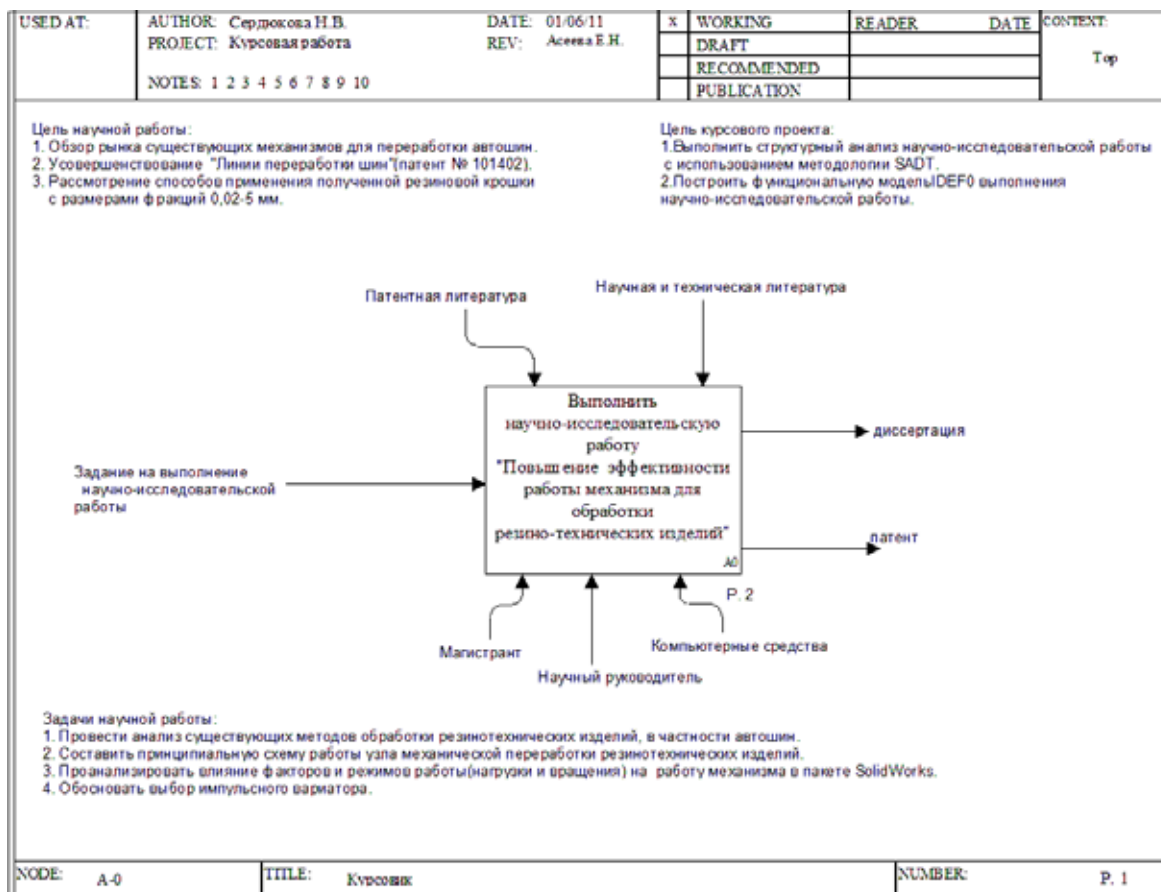 USED AT:
AUTHOR: Сердюкова Н.В.
DATE: 01/06/11
PROJECT: Курсовая работа
REV: Асеева Е.Н.
NOTES: 1 2 3 4 5 6 7 8 9 10
x WORKING
DRAFT
RECOMMENDED
PUBLICATION
READER DATE
CONTEXT:
Top
Цель научной работы:
1. Обзор рынка существующих механизмов для переработки автошин.
2. Усовершенствование "Линии переработки шин"(патент № 101402).
3. Рассмотрение способов применения полученной резиновой крошки
с размерами фракций 0,02-5 мм.
Цель курсового проекта:
1.Выполнить структурный анализ научно-исследовательской работы
с использованием методологии SADT.
2.Построить функциональную модельIDEF0 выполнения
научно-исследовательской работы.
Патентная литература
Научная и техническая литература
Выполнить
научно-исследовательскую
работу
"Повышение эффективности
работы механизма для
обработки
резино-технических изделий"
A0
P. 2
Задание на выполнение
научно-исследовательской
работы
диссертация
патент
Магистрант
Научный руководитель
Компьютерные средства
Задачи научной работы:
1. Провести анализ существующих методов обработки резинотехнических изделий, в частности автошин.
2. Составить принципиальную схему работы узла механической переработки резинотехнических изделий.
3. Проанализировать влияние факторов и режимов работы(нагрузки и вращения) на работу механизма в пакете SolidWorks.
4. Обосновать выбор импульсного вариатора.
NODE: A-0
TITLE: Курсовик
NUMBER: P. 1